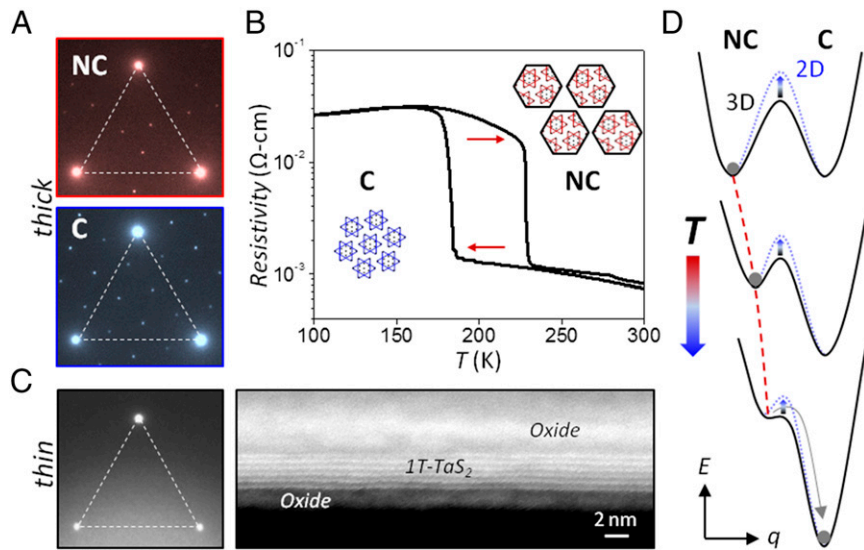 A
NC
C
thick
B
Resistivity (Ω-cm)
10⁻¹
10⁻²
10⁻³
C
NC
100
150
200
250
300
T (K)
C
thin
Oxide
1T-TaS₂
Oxide
2 nm
D
NC
C
2D
3D
T
E
q